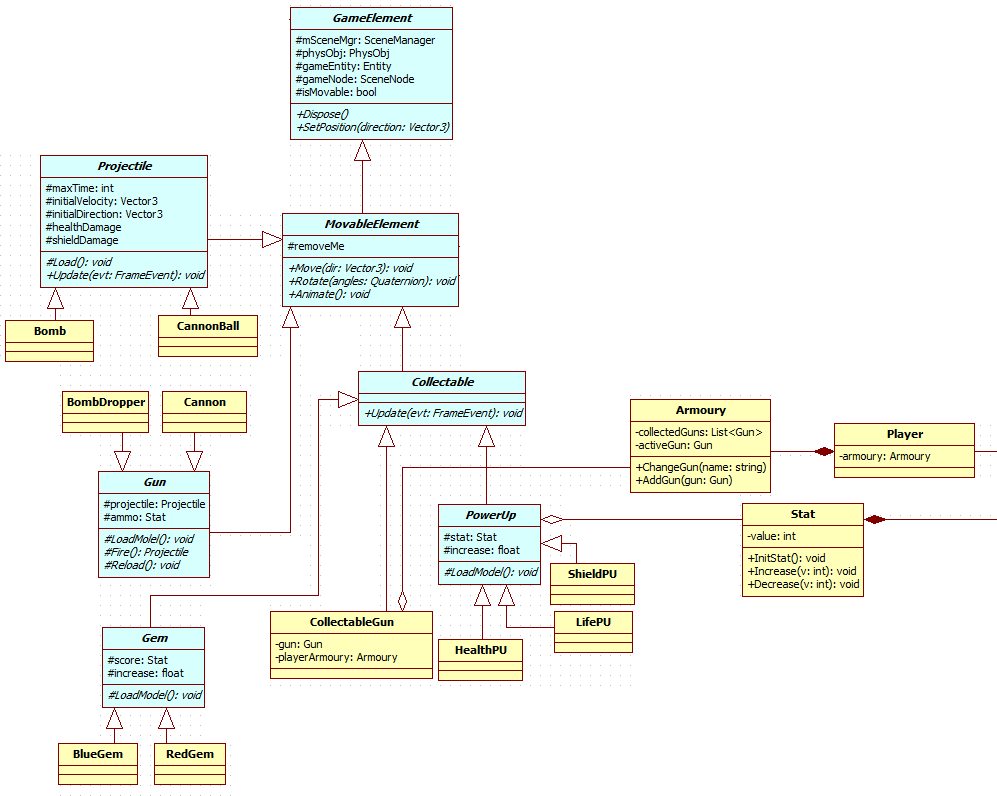 GameElement
#mSceneMgr: SceneManager
#physObj: PhysObj
#gameEntity: Entity
#gameNode: SceneNode
#isMovable: bool
+Dispose()
+SetPosition(direction: Vector3)
Projectile
#maxTime: int
#initialVelocity: Vector3
#initialDirection: Vector3
#healthDamage
#shieldDamage
#Load(): void
+Update(evt: FrameEvent): void
MovableElement
#removeMe
+Move(dir: Vector3): void
+Rotate(angles: Quaternion): void
+Animate(): void
Bomb
CannonBall
Collectable
+Update(evt: FrameEvent): void
BombDropper
Cannon
Armoury
-collectedGuns: List<Gun>
-activeGun: Gun
+ChangeGun(name: string)
+AddGun(gun: Gun)
Player
-armoury: Armoury
Gun
#projectile: Projectile
#ammo: Stat
#LoadMolel(): void
#Fire(): Projectile
#Reload(): void
PowerUp
#stat: Stat
#increase: float
#LoadModel(): void
Stat
-value: int
+InitStat(): void
+Increase(v: int): void
+Decrease(v: int): void
ShieldPU
LifePU
HealthPU
CollectableGun
-gun: Gun
-playerArmoury: Armoury
Gem
#score: Stat
#increase: float
#LoadModel(): void
BlueGem
RedGem